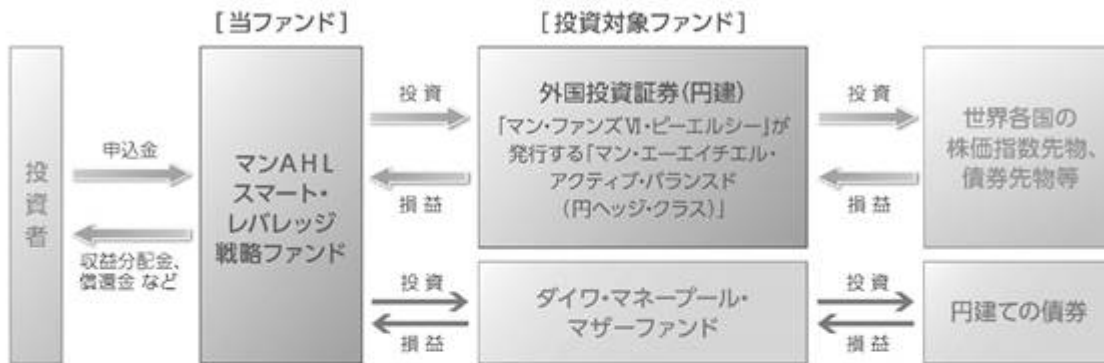 [当ファンド]
[投資対象ファンド]
投資者
申込金
収益分配金、
償還金 など
マンAHL
スマート・
レバレッジ
戦略ファンド
投 資
損 益
外国投資証券(円建)
「マン・ファンズⅥ・ピーエルシー」が
発行する「マン・エーエイチエル・
アクティブ・バランスド
(円ヘッジ・クラス)」
投 資
損 益
世界各国の
株価指数先物、
債券先物等
投 資
損 益
ダイワ・マネープール・
マザーファンド
投 資
損 益
円建ての債券